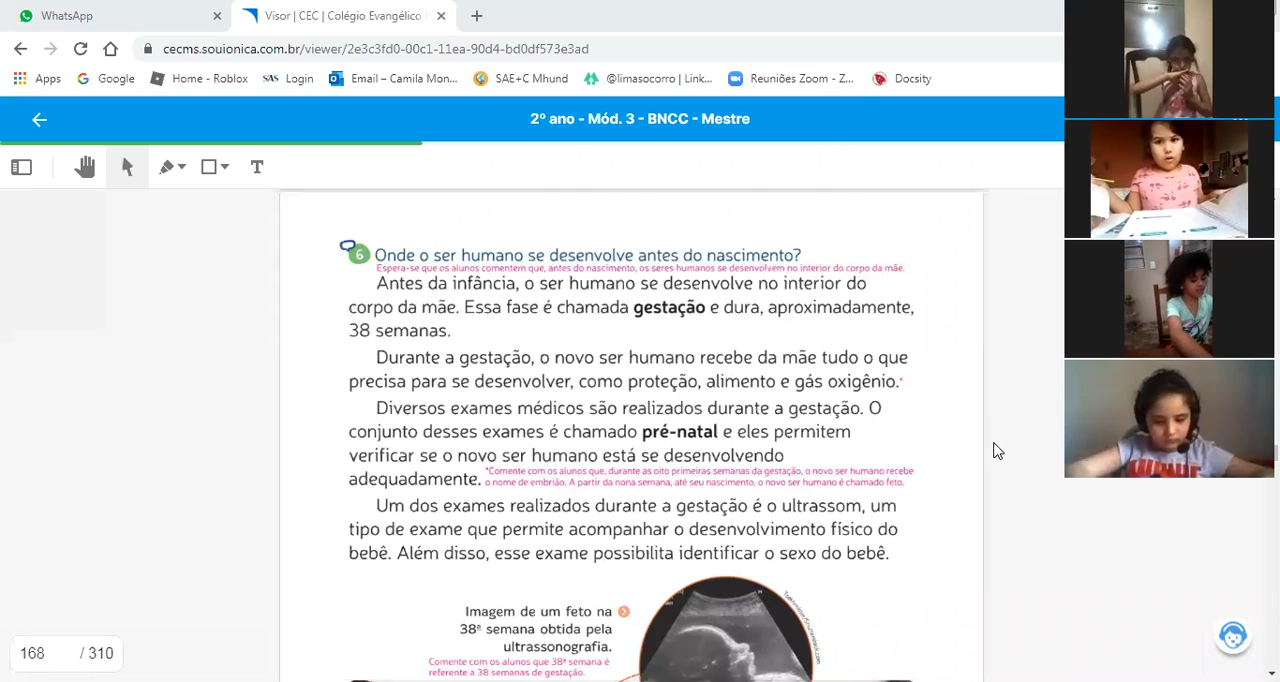 WhatsApp
Visor | CEC | Colégio Evangélico
cecms.souionica.com.br/viewer/2e3c3fd0-00c1-11ea-90d4-bd0df573e3ad
Apps Google Home - Roblox SAS Login Email – Camila Mon... SAE+C Mhund @limasocorro | Link... Reuniões Zoom - Z... Docsity
2º ano - Mód. 3 - BNCC - Mestre
T
6 Onde o ser humano se desenvolve antes do nascimento?
Espera-se que os alunos comentem que, antes do nascimento, os seres humanos se desenvolvem no interior do corpo da mãe.
Antes da infância, o ser humano se desenvolve no interior do
corpo da mãe. Essa fase é chamada gestação e dura, aproximadamente,
38 semanas.
Durante a gestação, o novo ser humano recebe da mãe tudo o que
precisa para se desenvolver, como proteção, alimento e gás oxigênio.*
Diversos exames médicos são realizados durante a gestação. O
conjunto desses exames é chamado pré-natal e eles permitem
verificar se o novo ser humano está se desenvolvendo
adequadamente.
*Comente com os alunos que, durante as oito primeiras semanas da gestação, o novo ser humano recebe
o nome de embrião. A partir da nona semana, até seu nascimento, o novo ser humano é chamado feto.
Um dos exames realizados durante a gestação é o ultrassom, um
tipo de exame que permite acompanhar o desenvolvimento físico do
bebê. Além disso, esse exame possibilita identificar o sexo do bebê.
Imagem de um feto na
38ª semana obtida pela
ultrassonografia.
Comente com os alunos que 38ª semana é
referente a 38 semanas de gestação.
168 / 310